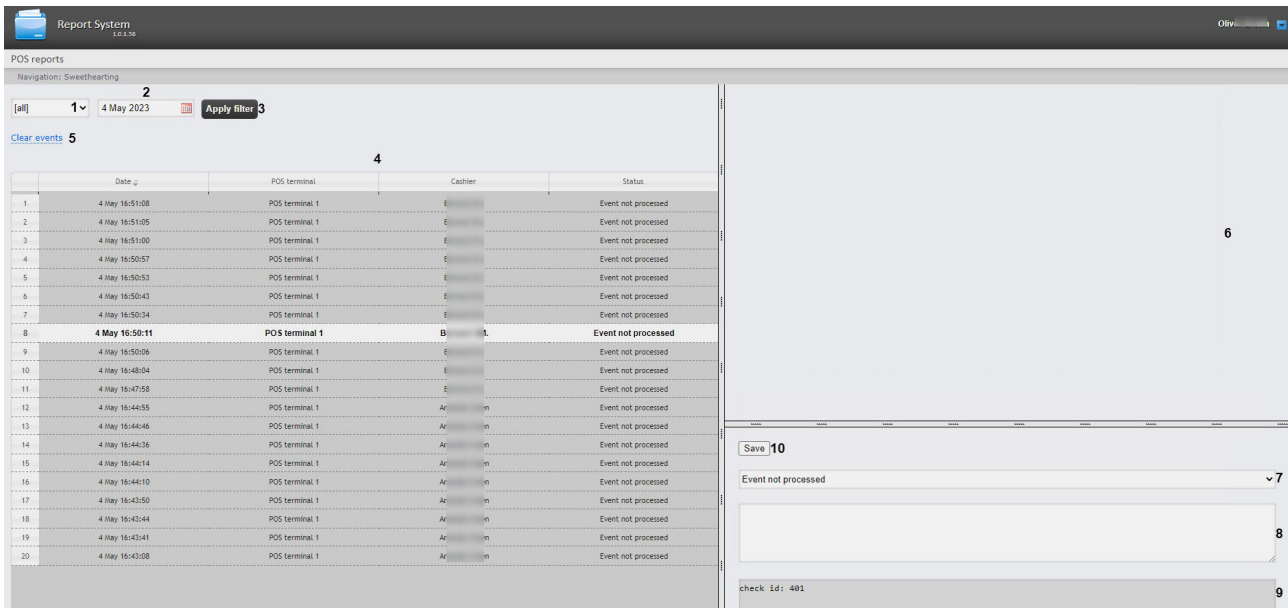 Report System
1.0.1.56
POS reports
Navigation: Sweethearting
2
[all] 1 4 May 2023 Apply filter 3
Clear events 5
4
Date POS terminal Cashier Status
1 4 May 16:51:08 POS terminal 1 Event not processed
2 4 May 16:51:05 POS terminal 1 Event not processed
3 4 May 16:51:00 POS terminal 1 Event not processed
4 4 May 16:50:57 POS terminal 1 Event not processed
5 4 May 16:50:53 POS terminal 1 Event not processed
6 4 May 16:50:43 POS terminal 1 Event not processed
7 4 May 16:50:34 POS terminal 1 Event not processed
8 4 May 16:50:11 POS terminal 1 Event not processed
9 4 May 16:50:06 POS terminal 1 Event not processed
10 4 May 16:48:04 POS terminal 1 Event not processed
11 4 May 16:47:58 POS terminal 1 Event not processed
12 4 May 16:44:55 POS terminal 1 Event not processed
13 4 May 16:44:46 POS terminal 1 Event not processed
14 4 May 16:44:36 POS terminal 1 Event not processed
15 4 May 16:44:14 POS terminal 1 Event not processed
16 4 May 16:44:10 POS terminal 1 Event not processed
17 4 May 16:43:50 POS terminal 1 Event not processed
18 4 May 16:43:44 POS terminal 1 Event not processed
19 4 May 16:43:41 POS terminal 1 Event not processed
20 4 May 16:43:08 POS terminal 1 Event not processed
6
Save 10
Event not processed 7
8
check id: 401 9